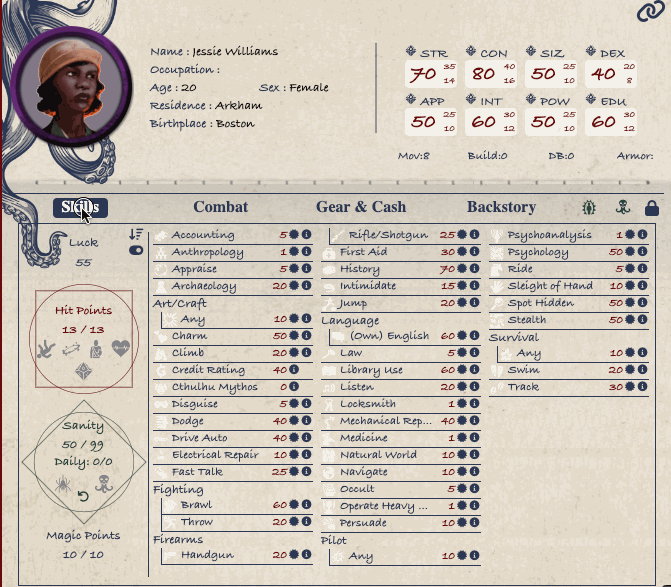 Name : Jessie Williams
Occupation :
Age : 20 Sex : Female
Residence : Arkham
Birthplace : Boston
STR CON SIZ DEX
70 35 14 80 40 16 50 25 10 40 20 8
APP INT POW EDU
50 25 10 60 30 12 50 25 10 60 30 12
Mov:8 Build:0 DB:0 Armor:
Skills Combat Gear & Cash Backstory
Luck
55
Hit Points
13 / 13
Sanity
50 / 99
Daily: 0/0
Magic Points
10 / 10
Accounting 5
Anthropology 1
Appraise 5
Archaeology 20
Art/Craft
Any 10
Charm 50
Climb 20
Credit Rating 40
Cthulhu Mythos 0
Disguise 5
Dodge 40
Drive Auto 40
Electrical Repair 10
Fast Talk 25
Fighting
Brawl 60
Throw 20
Firearms
Handgun 20
Rifle/Shotgun 25
First Aid 30
History 70
Intimidate 15
Jump 20
Language
(Own) English 60
Law 5
Library Use 60
Listen 20
Locksmith 1
Mechanical Rep... 40
Medicine 1
Natural World 10
Navigate 10
Occult 5
Operate Heavy ... 1
Persuade 10
Pilot
Any 10
Psychoanalysis 1
Psychology 50
Ride 5
Sleight of Hand 10
Spot Hidden 50
Stealth 50
Survival
Any 10
Swim 20
Track 30